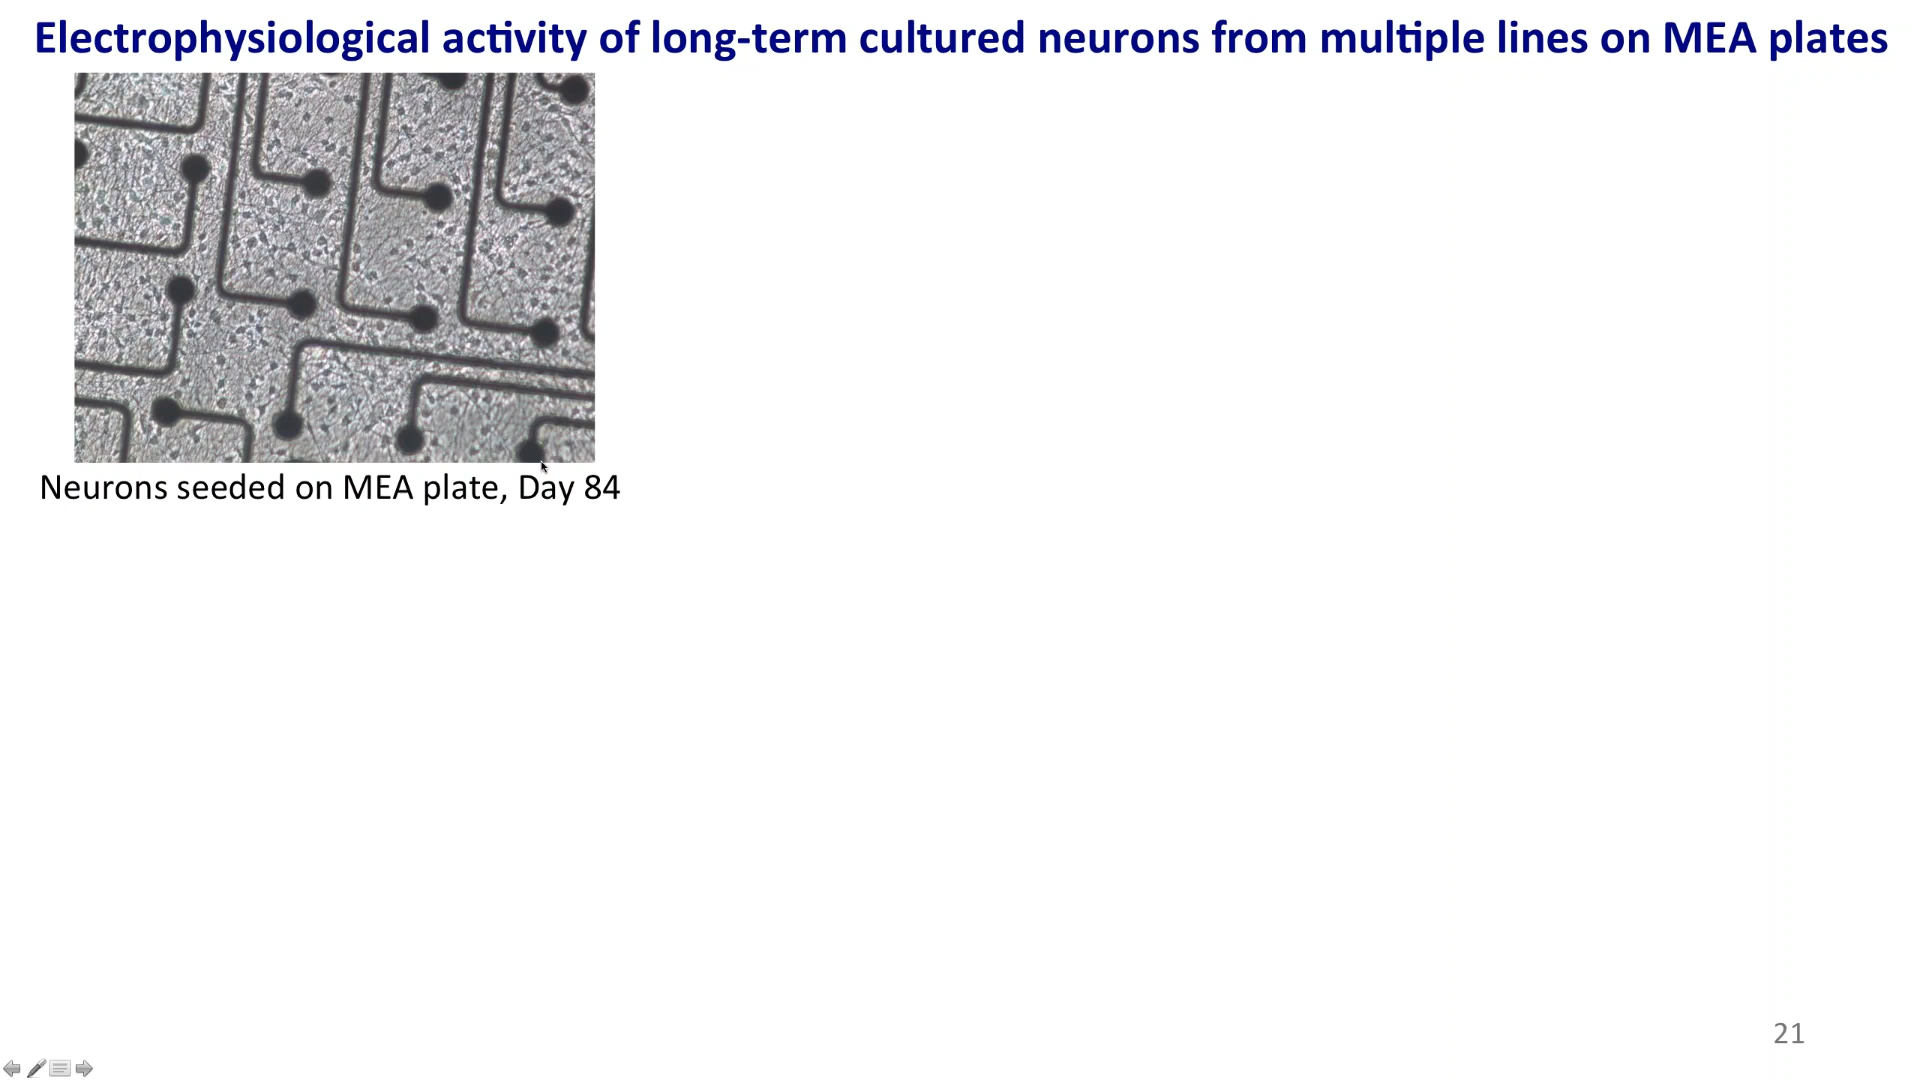 Electrophysiological activity of long-term cultured neurons from multiple lines on MEA plates
Neurons seeded on MEA plate, Day 84
21